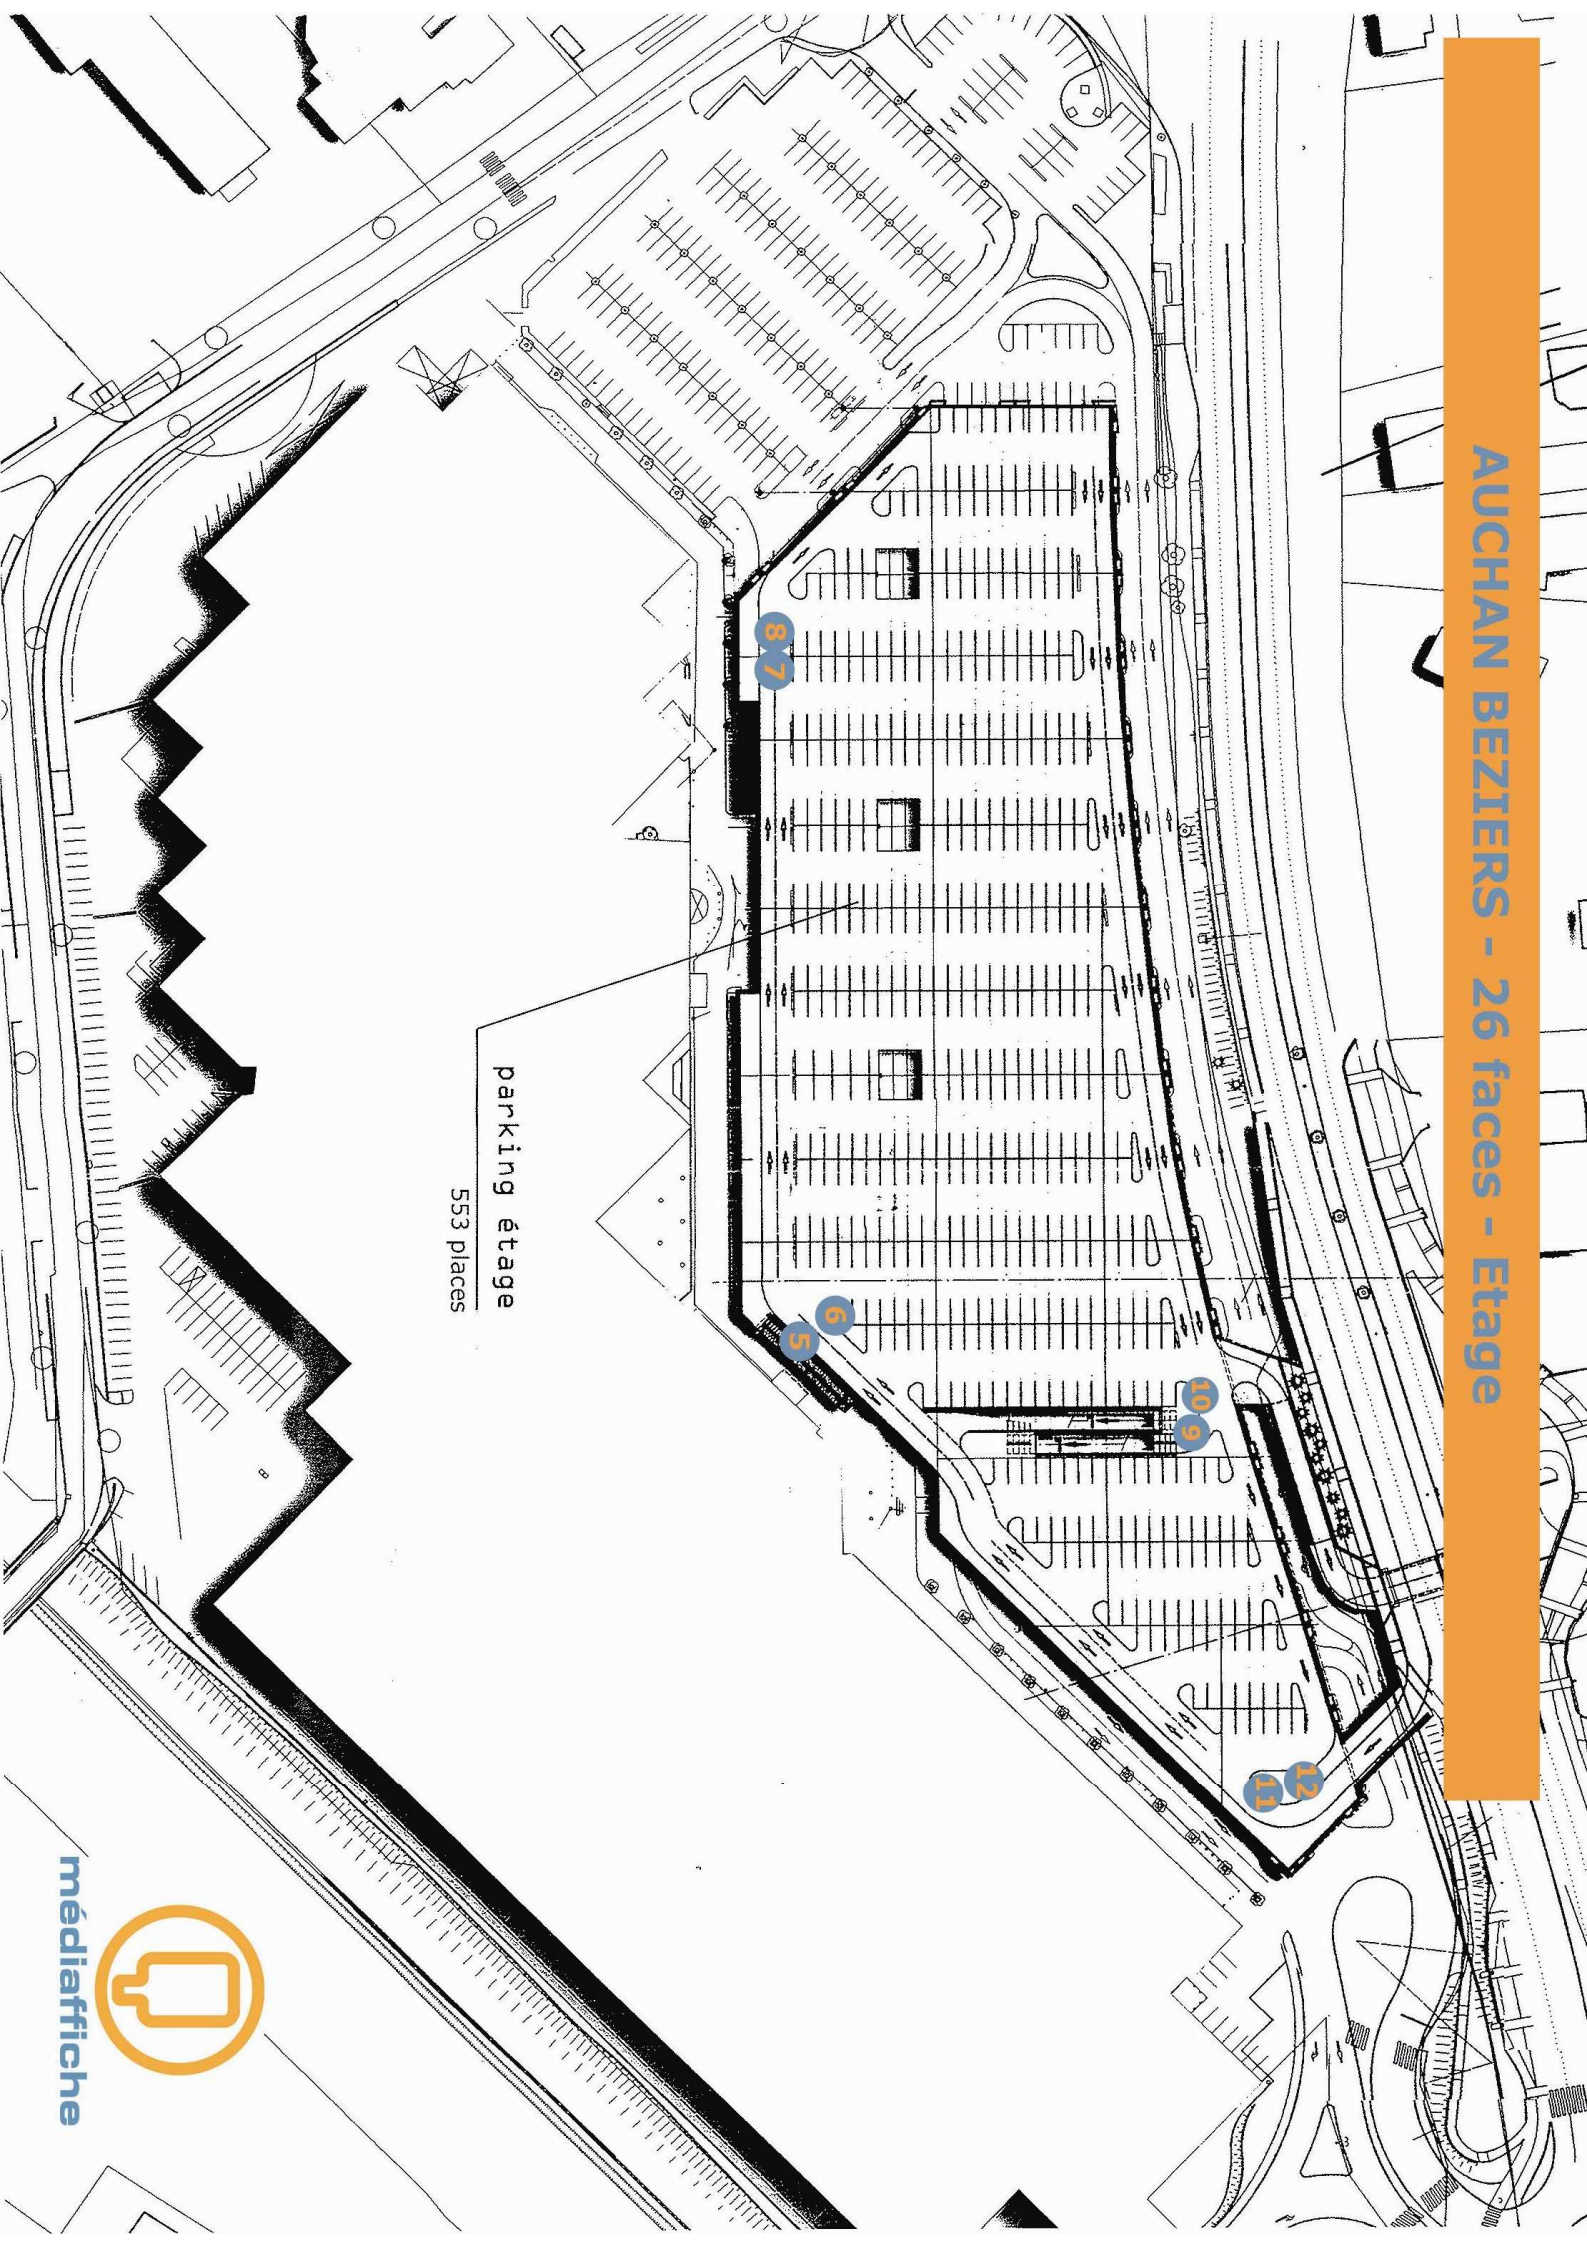 AUCHAN BEZIERS - 26 faces - Etage
8
7
6
5
10
9
12
11
parking étage
553 places
médiaffiche